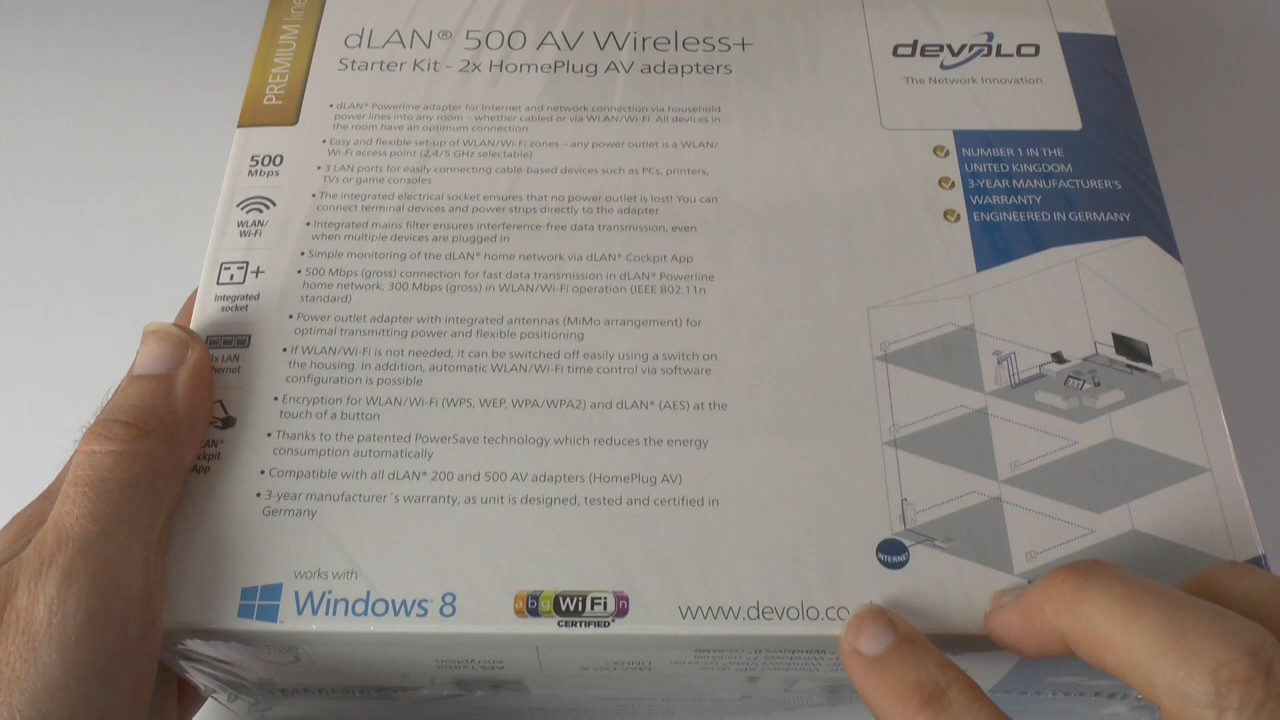 PREMIUM line
dLAN® 500 AV Wireless+
Starter Kit - 2x HomePlug AV adapters
devolo
The Network Innovation
• dLAN® Powerline adapter for Internet and network connection via household
power lines into any room – whether cabled or via WLAN/Wi-Fi. All devices in
the room have an optimum connection
• Easy and flexible set-up of WLAN/Wi-Fi zones – any power outlet is a WLAN/
Wi-Fi access point (2,4/5 GHz selectable)
• 3 LAN ports for easily connecting cable-based devices such as PCs, printers,
TVs or game consoles
• The integrated electrical socket ensures that no power outlet is lost! You can
connect terminal devices and power strips directly to the adapter
• Integrated mains filter ensures interference-free data transmission, even
when multiple devices are plugged in
• Simple monitoring of the dLAN® home network via dLAN® Cockpit App
• 500 Mbps (gross) connection for fast data transmission in dLAN® Powerline
home network, 300 Mbps (gross) in WLAN/Wi-Fi operation (IEEE 802.11n
standard)
• Power outlet adapter with integrated antennas (MiMo arrangement) for
optimal transmitting power and flexible positioning
• If WLAN/Wi-Fi is not needed, it can be switched off easily using a switch on
the housing. In addition, automatic WLAN/Wi-Fi time control via software
configuration is possible
• Encryption for WLAN/Wi-Fi (WPS, WEP, WPA/WPA2) and dLAN® (AES) at the
touch of a button
• Thanks to the patented PowerSave technology which reduces the energy
consumption automatically
• Compatible with all dLAN® 200 and 500 AV adapters (HomePlug AV)
• 3-year manufacturer´s warranty, as unit is designed, tested and certified in
Germany
500
Mbps
WLAN/
Wi-Fi
Integrated
socket
3x LAN
App
NUMBER 1 IN THE
UNITED KINGDOM
3-YEAR MANUFACTURER'S
WARRANTY
ENGINEERED IN GERMANY
INTERNET
works with
Windows 8
a b g Wi Fi n
CERTIFIED
www.devolo.co
AES 128bit
encryption
MAC OS X
LINUX